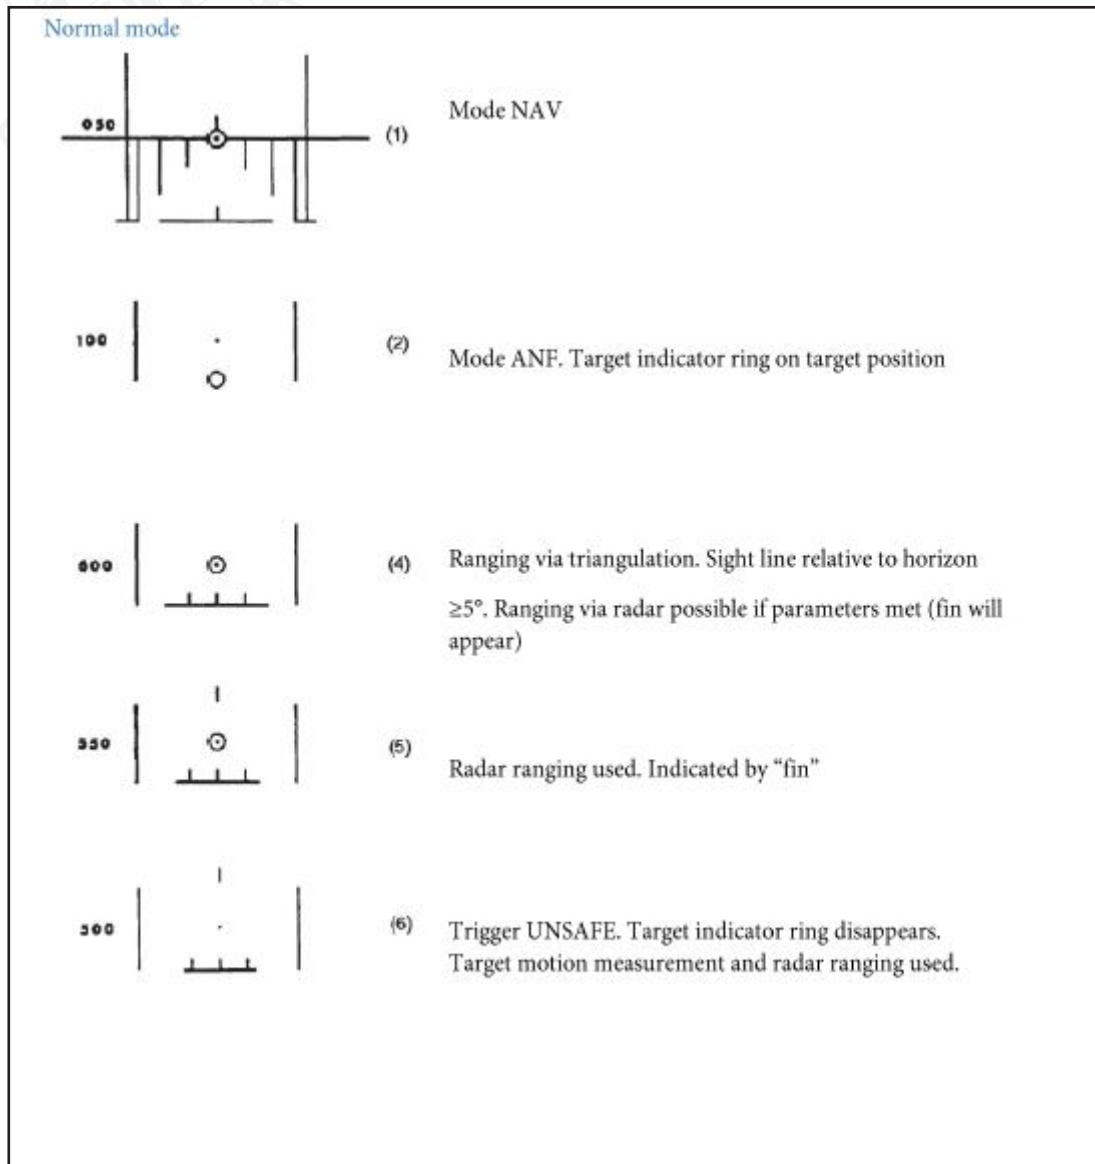 Normal mode
050
(1)
Mode NAV
100
(2)
Mode ANF. Target indicator ring on target position
600
(4)
Ranging via triangulation. Sight line relative to horizon
≥5°. Ranging via radar possible if parameters met (fin will
appear)
550
(5)
Radar ranging used. Indicated by “fin”
500
(6)
Trigger UNSAFE. Target indicator ring disappears.
Target motion measurement and radar ranging used.